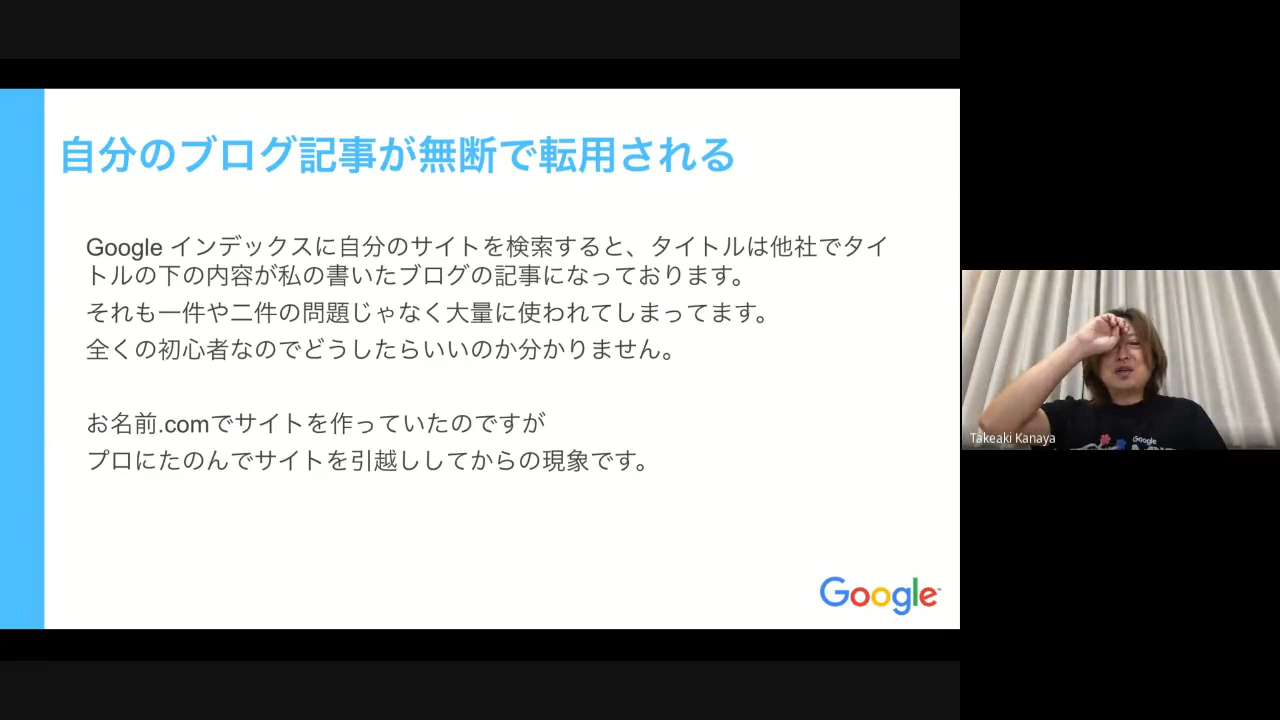 自分のブログ記事が無断で転用される
Google インデックスに自分のサイトを検索すると、タイトルは他社でタイ
トルの下の内容が私の書いたブログの記事になっております。
それも一件や二件の問題じゃなく大量に使われてしまってます。
全くの初心者なのでどうしたらいいのか分かりません。
お名前.comでサイトを作っていたのですが
プロにたのんでサイトを引越ししてからの現象です。
Google
Takeaki Kanaya
Google